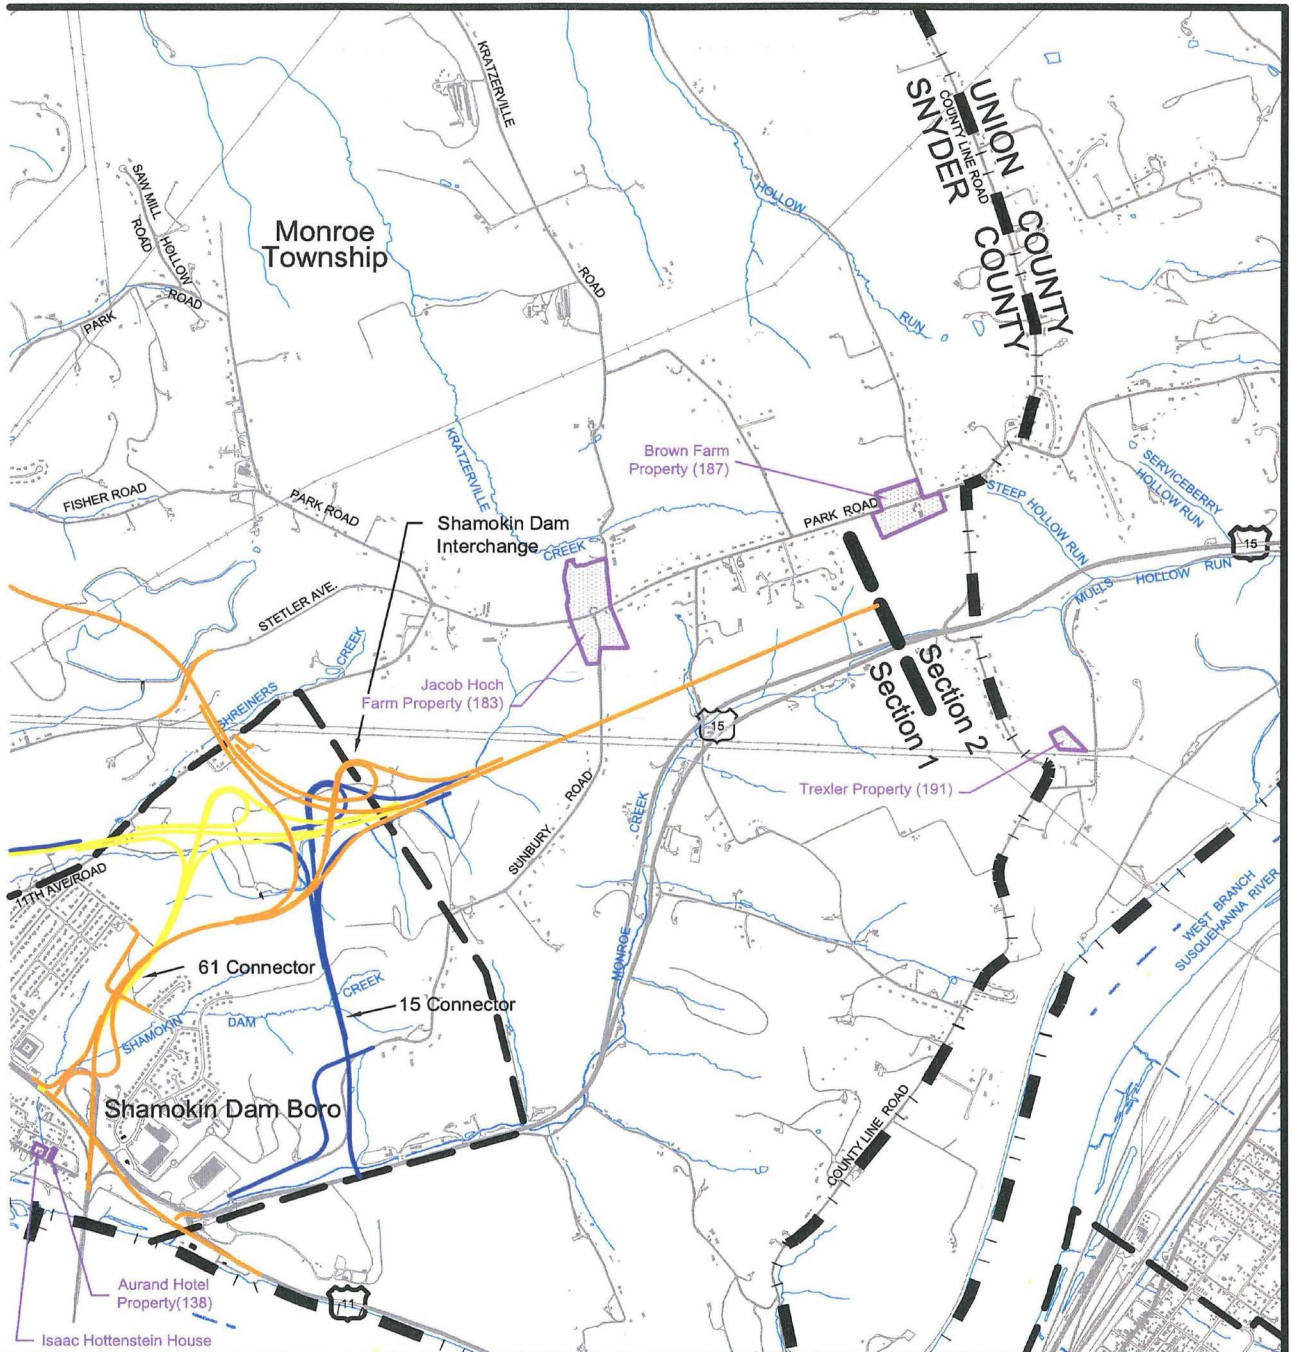 KRATZERVILLE
ROAD
UNION COUNTY
COUNTY LINE ROAD
SNYDER COUNTY
SAW MILL HOLLOW
ROAD
Monroe
Township
HOLLOW
RUN
PARK
ROAD
KRATZERVILLE
CREEK
Brown Farm
Property (187)
SERVICEBERRY
HOLLOW RUN
STEEP HOLLOW RUN
FISHER ROAD
PARK ROAD
PARK ROAD
Shamokin Dam
Interchange
15
MULLS HOLLOW RUN
STETLER AVE.
SHREINERS
CREEK
Jacob Hoch
Farm Property (183)
Section 2
Section 1
15
Trexler Property (191)
SUNBURY
ROAD
MONROE
CREEK
11TH AVE/ROAD
WEST BRANCH
SUSQUEHANNA RIVER
61 Connector
15 Connector
SHAMOKIN
DAM
CREEK
Shamokin Dam Boro
COUNTY LINE ROAD
Aurand Hotel
Property(138)
11
Isaac Hottenstein House